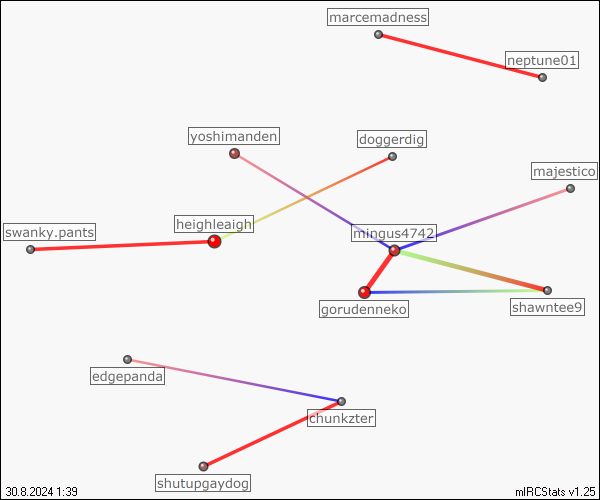 marcemadness
neptune01
yoshimanden
doggerdig
majestico
heighleaigh
swanky.pants
mingus4742
gorudenneko
shawntee9
edgepanda
chunkzter
shutupgaydog
30.8.2024 1:39
mIRCStats v1.25